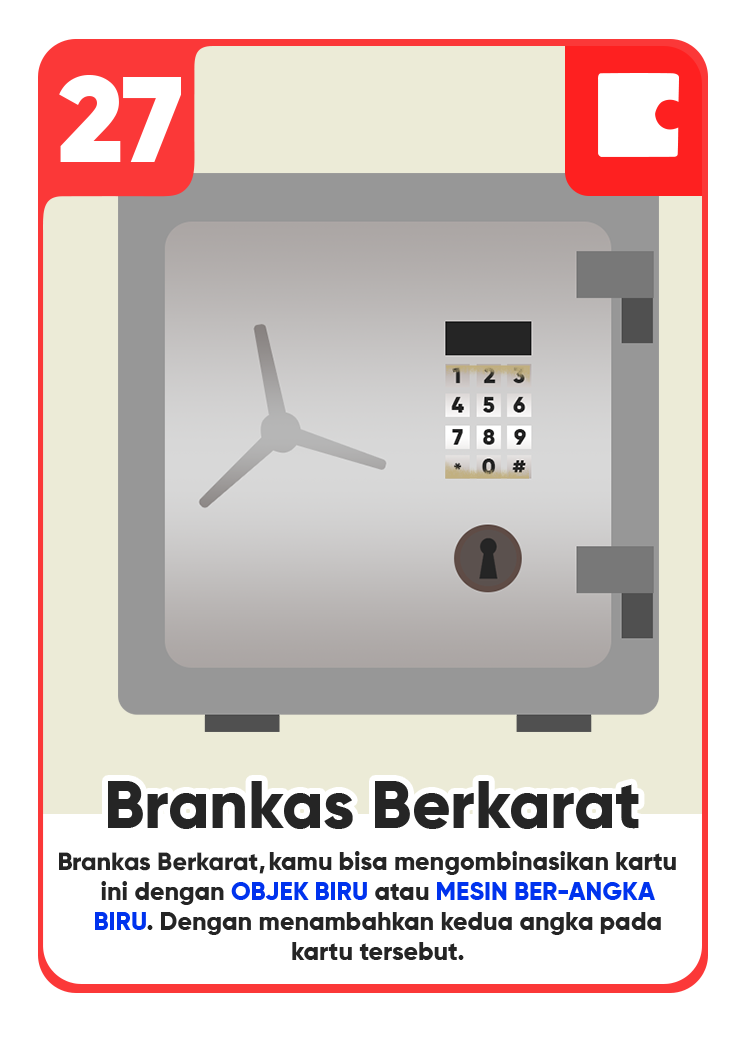 27
1 2 3
4 5 6
7 8 9
* 0 #
Brankas Berkarat
Brankas Berkarat, kamu bisa mengombinasikan kartu
ini dengan OBJEK BIRU atau MESIN BER-ANGKA
BIRU. Dengan menambahkan kedua angka pada
kartu tersebut.